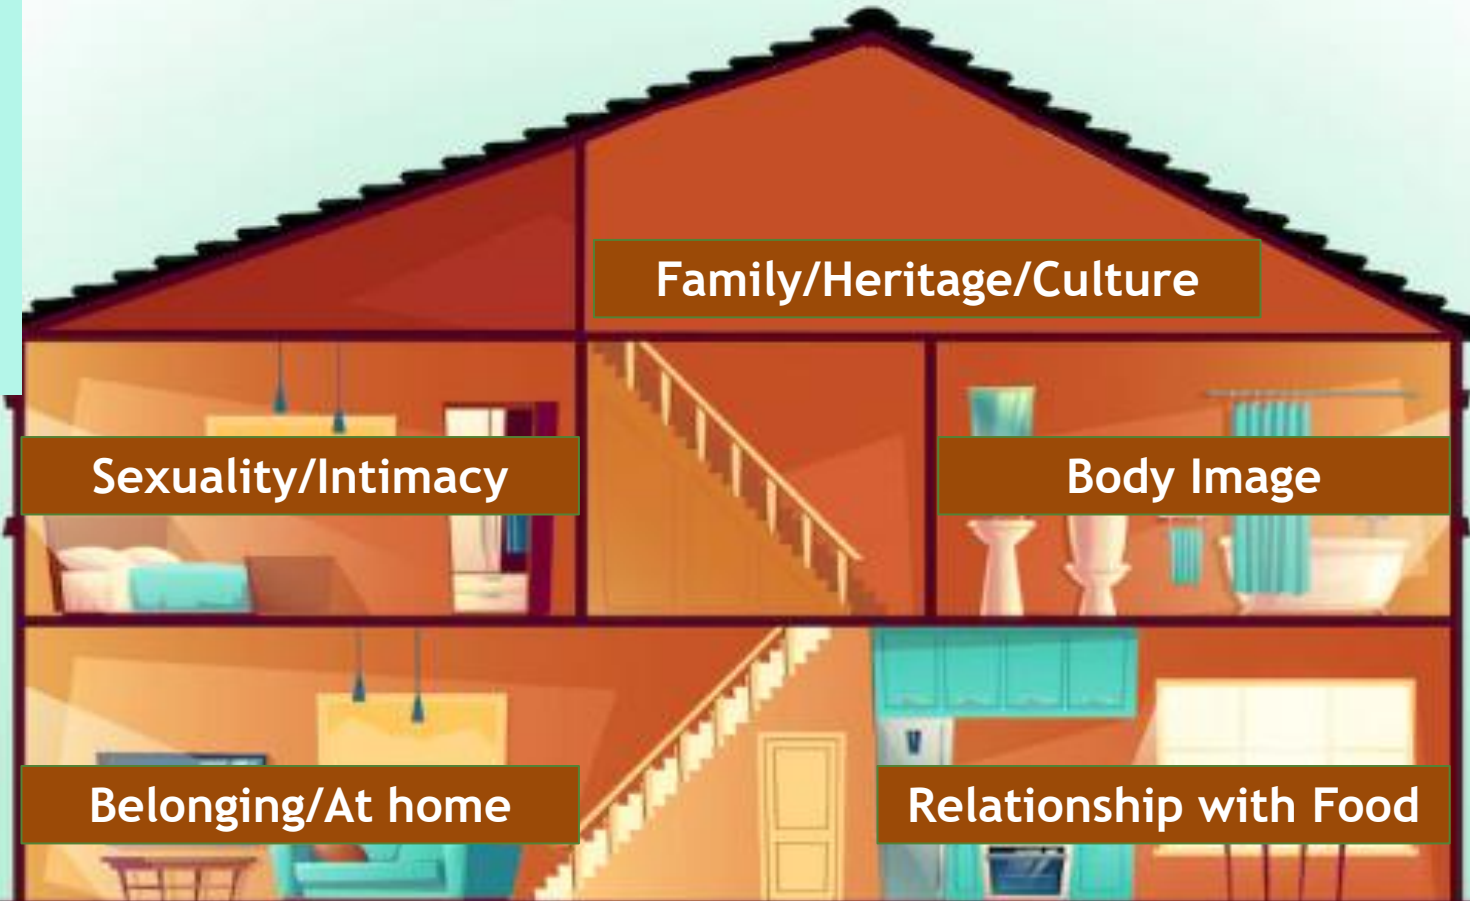 Family/Heritage/Culture
Sexuality/Intimacy
Body Image
Belonging/At home
Relationship with Food